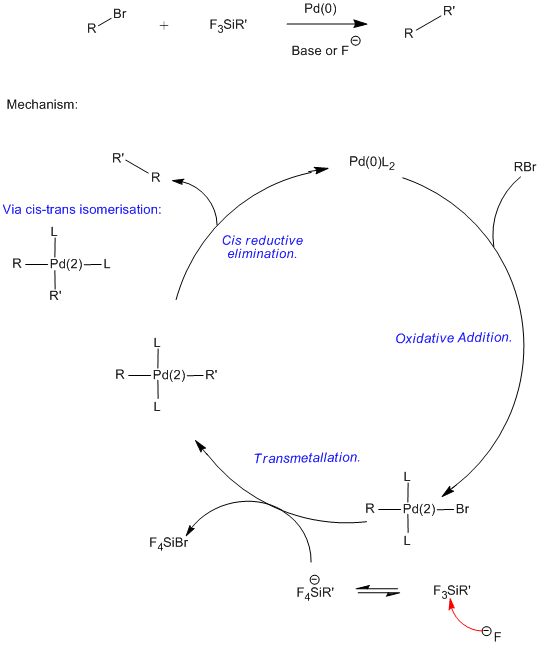 Br
R
+
F3SiR'
Pd(0)
Base or F⊖
R'
R
Mechanism:
R'
R
Pd(0)L2
RBr
Via cis-trans isomerisation:
L
R Pd(2) L
R'
Cis reductive
elimination.
Oxidative Addition.
L
R Pd(2) R'
L
Transmetallation.
L
R Pd(2) Br
L
F4SiBr
⊖
F4SiR'
F3SiR'
⊖F